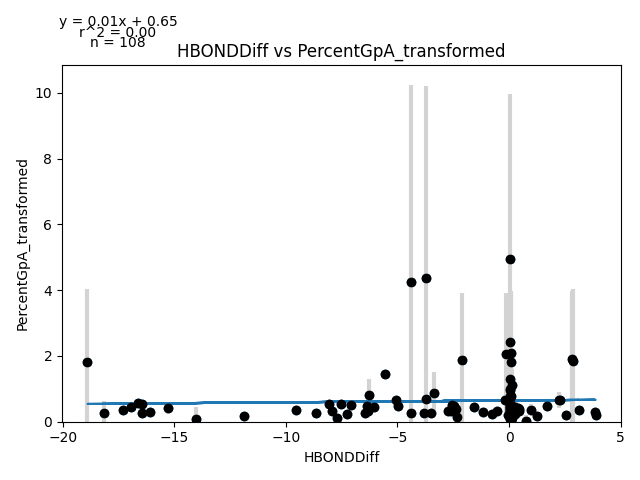 y = 0.01x + 0.65
r^2 = 0.00
n = 108
HBONDDiff vs PercentGpA_transformed
PercentGpA_transformed
10
8
6
4
2
0
−20
−15
−10
−5
0
5
HBONDDiff